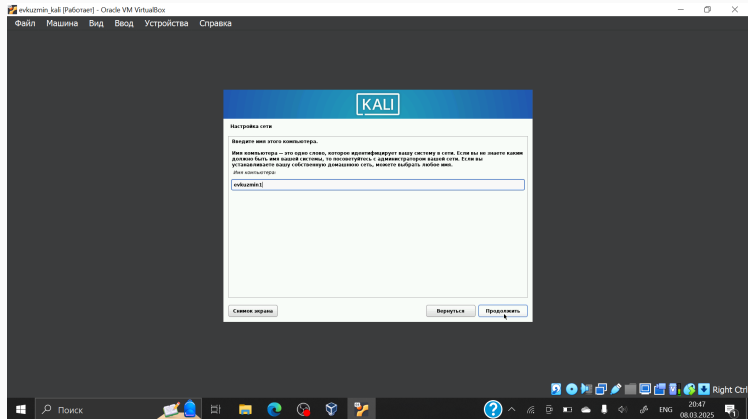 evkuzmin_kali [Работает] - Oracle VM VirtualBox
Файл Машина Вид Ввод Устройства Справка
KALI
Настройка сети
Введите имя этого компьютера.
Имя компьютера — это одно слово, которое идентифицирует вашу систему в сети. Если вы не знаете каким
должно быть имя вашей системы, то посоветуйтесь с администратором вашей сети. Если вы
устанавливаете вашу собственную домашнюю сеть, можете выбрать любое имя.
Имя компьютера:
evkuzmin1
Снимок экрана Вернуться Продолжить
Right Ctrl
Поиск ENG 20:47
08.03.2025